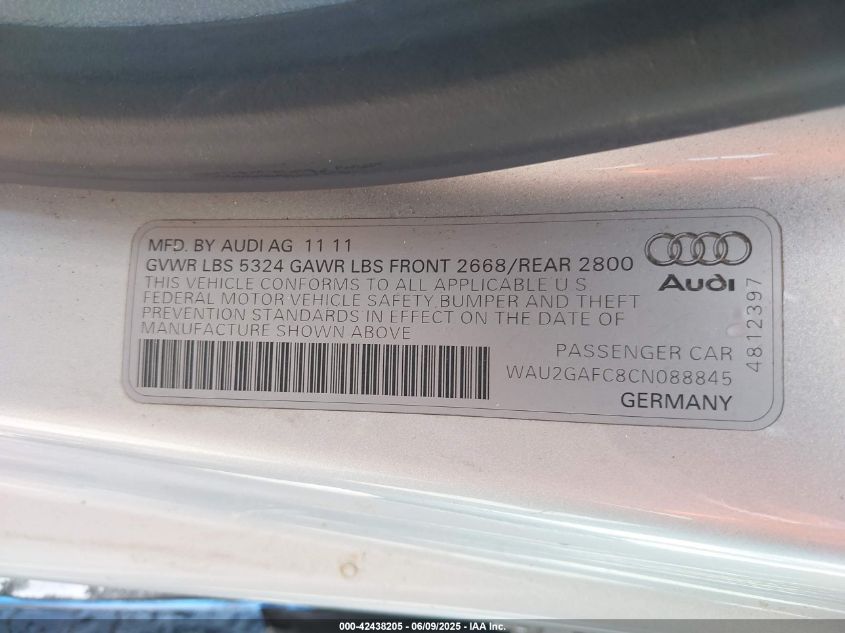 MFD. BY AUDI AG 11 11
GVWR LBS 5324 GAWR LBS FRONT 2668/REAR 2800
THIS VEHICLE CONFORMS TO ALL APPLICABLE U S
FEDERAL MOTOR VEHICLE SAFETY, BUMPER AND THEFT
PREVENTION STANDARDS IN EFFECT ON THE DATE OF
MANUFACTURE SHOWN ABOVE
Audi
4812397
PASSENGER CAR
WAU2GAFC8CN088845
GERMANY
000-42438205 - 06/09/2025 - IAA Inc.